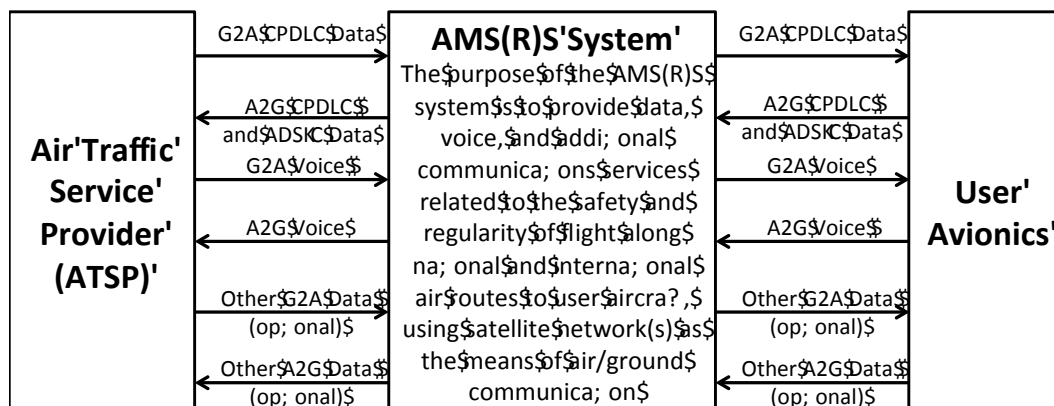 Air'Traffic'
Service'
Provider'
(ATSP)'
G2A$CPDLC$Data$
A2G$CPDLC$$
and$ADSKC$Data$
G2A$Voice$$
A2G$Voice$
Other$G2A$Data$$
(op;onal)$
Other$A2G$Data$$
(op;onal)$
AMS(R)S'System'
The$purpose$of$the$AMS(R)S$
system$is$to$provide$data,$
voice,$and$addi;onal$
communica;ons$services$
related$to$the$safety$and$
regularity$of$flight$along$
na;onal$and$interna;onal$
air$routes$to$user$aircra?,$
using$satellite$network(s)$as$
the$means$of$air/ground$
communica;on$
G2A$CPDLC$Data$
A2G$CPDLC$$
and$ADSKC$Data$
G2A$Voice$
A2G$Voice$$
Other$G2A$Data$$
(op;onal)$
Other$A2G$Data$$
(op;onal)$
User'
Avionics'